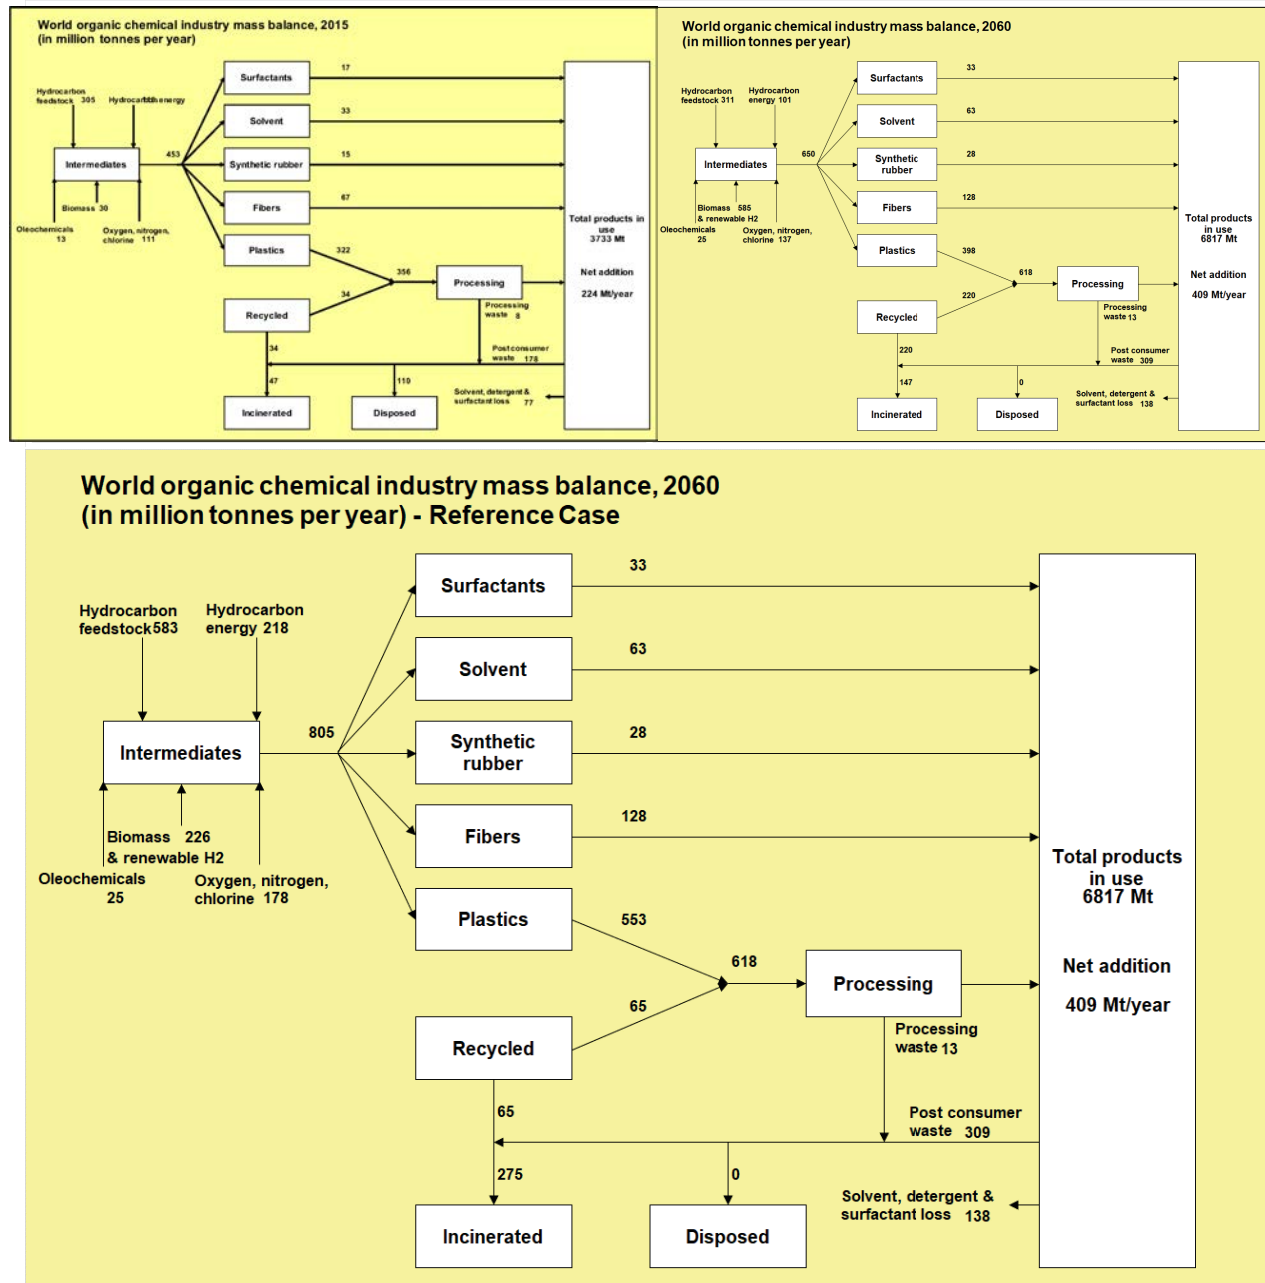 World organic chemical industry mass balance, 2015
(in million tonnes per year)
Hydrocarbon
feedstock 305
Hydrocarbon energy
Intermediates
Oleochemicals
13
Biomass 30
Oxygen, nitrogen,
chlorine 111
453
Surfactants
17
Solvent
33
Synthetic rubber
15
Fibers
67
Plastics
322
Recycled
34
356
Processing
Processing
waste 8
Post consumer
waste 178
34
47
110
Incinerated
Disposed
Solvent, detergent &
surfactant loss 77
Total products in
use
3733 Mt
Net addition
224 Mt/year
World organic chemical industry mass balance, 2060
(in million tonnes per year)
Hydrocarbon
feedstock 311
Hydrocarbon
energy 101
Intermediates
Biomass 585
& renewable H2
Oleochemicals
25
Oxygen, nitrogen,
chlorine 137
650
Surfactants
33
Solvent
63
Synthetic
rubber
28
Fibers
128
Plastics
398
Recycled
220
618
Processing
Processing
waste 13
Post consumer
waste 309
220
147
0
Incinerated
Disposed
Solvent, detergent &
surfactant loss 138
Total products
in use
6817 Mt
Net addition
409 Mt/year
World organic chemical industry mass balance, 2060
(in million tonnes per year) - Reference Case
Hydrocarbon
feedstock 583
Hydrocarbon
energy 218
Intermediates
Biomass 226
& renewable H2
Oleochemicals
25
Oxygen, nitrogen,
chlorine 178
805
Surfactants
33
Solvent
63
Synthetic
rubber
28
Fibers
128
Plastics
553
Recycled
65
618
Processing
Processing
waste 13
Post consumer
waste 309
65
275
0
Incinerated
Disposed
Solvent, detergent &
surfactant loss 138
Total products
in use
6817 Mt
Net addition
409 Mt/year